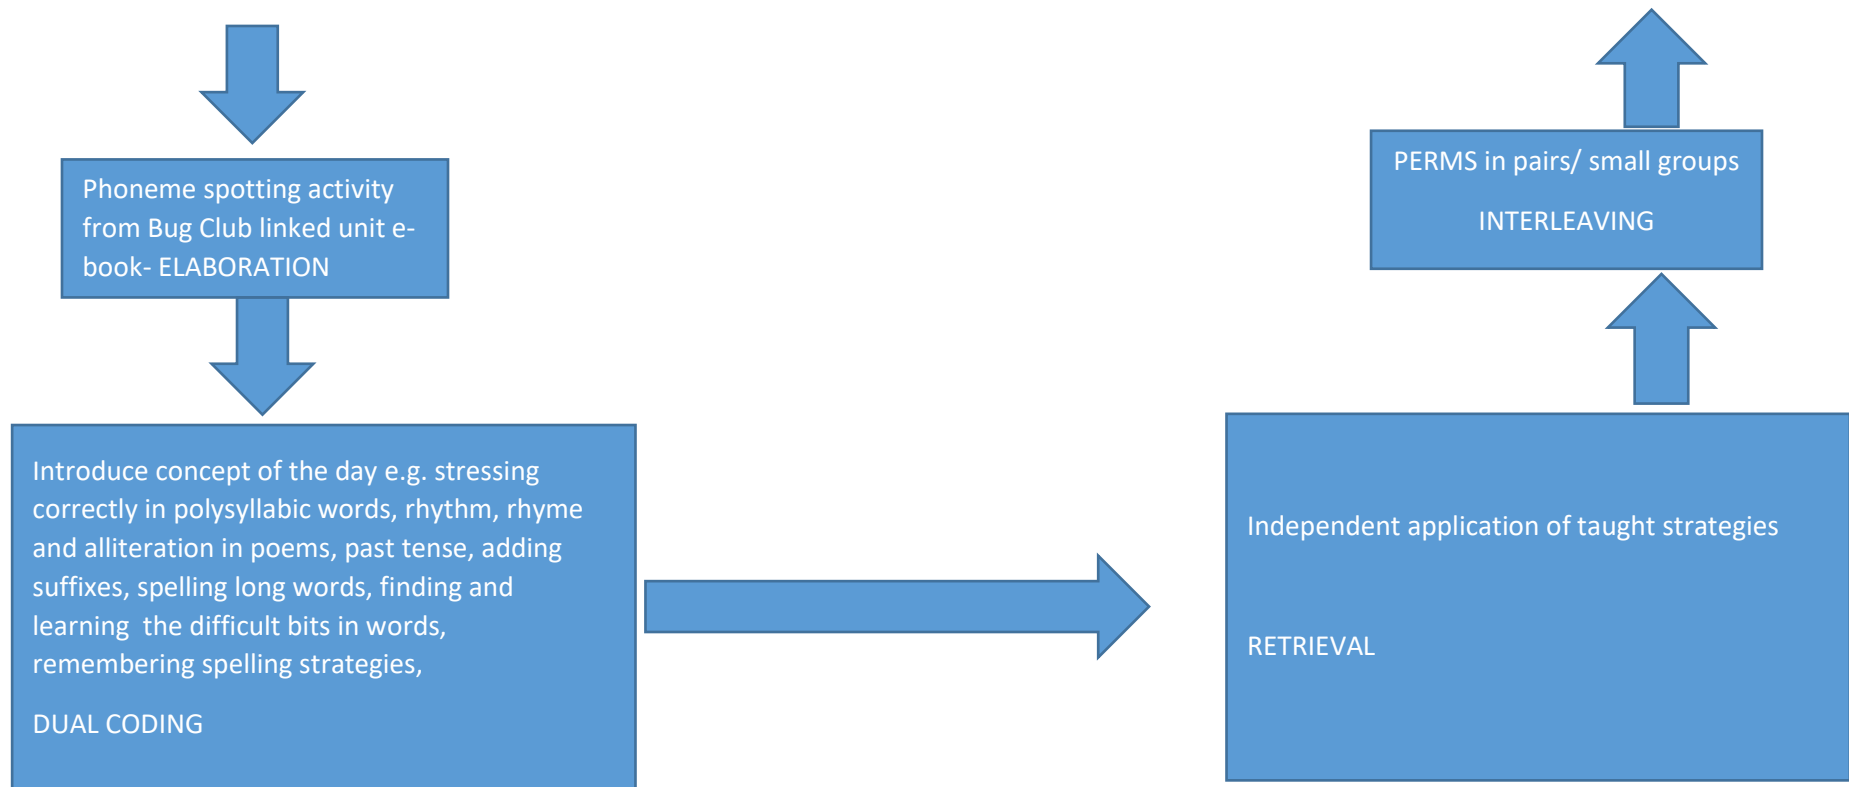 Phoneme spotting activity
from Bug Club linked unit e-
book- ELABORATION
Introduce concept of the day e.g. stressing
correctly in polysyllabic words, rhythm, rhyme
and alliteration in poems, past tense, adding
suffixes, spelling long words, finding and
learning  the difficult bits in words,
remembering spelling strategies,
DUAL CODING
Independent application of taught strategies
RETRIEVAL
PERMS in pairs/ small groups
INTERLEAVING